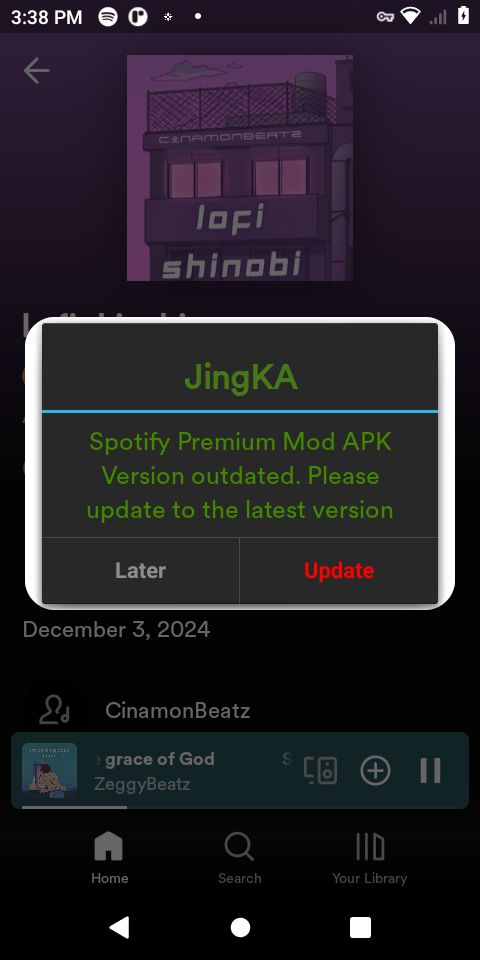 3:38 PM
CINAMONBEATZ
lofi
shinobi
JingKA
Spotify Premium Mod APK
Version outdated. Please
update to the latest version
Later
Update
December 3, 2024
CinamonBeatz
grace of God
ZeggyBeatz
Home
Search
Your Library